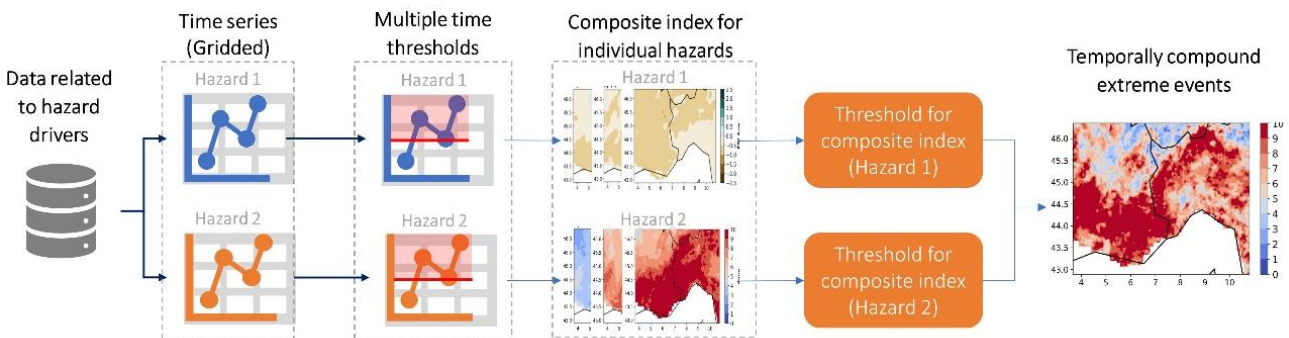 Time series
(Gridded)
Multiple time
thresholds
Composite index for
individual hazards
Temporally compound
extreme events
Data related
to hazard
drivers
Hazard 1
Hazard 1
Hazard 1
Threshold for
composite index
(Hazard 1)
Hazard 2
Hazard 2
Hazard 2
Threshold for
composite index
(Hazard 2)
46.0
45.5
45.0
44.5
44.0
43.5
43.0
4 5 6 7 8 9 10
10
9
8
7
6
5
4
3
2
1
0